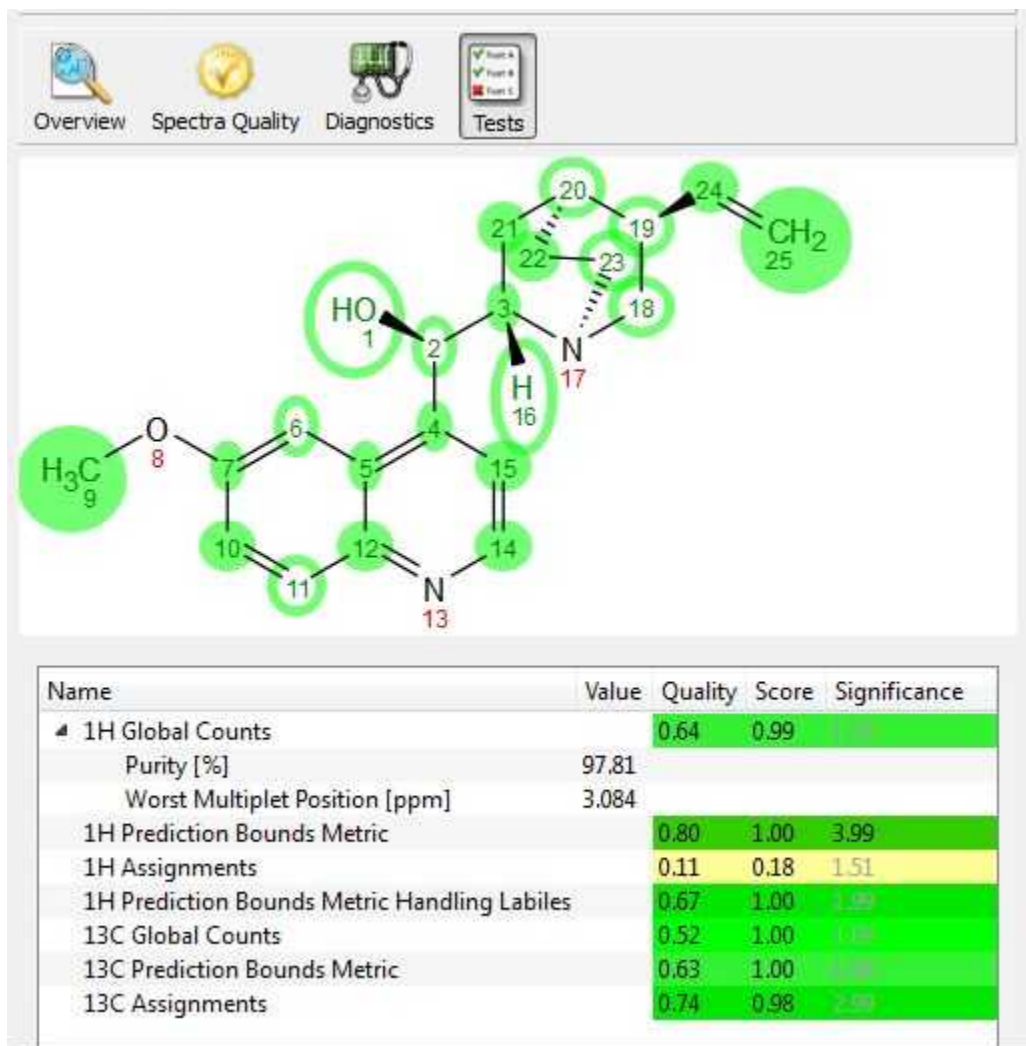 Overview Spectra Quality Diagnostics Tests
20
24
21
19
CH2
25
22
23
HO
1
3
18
2
N
17
H
16
O
8
6
4
H3C
9
7
5
15
10
12
14
11
N
13
Name Value Quality Score Significance
1H Global Counts 0.64 0.99
Purity [%] 97.81
Worst Multiplet Position [ppm] 3.084
1H Prediction Bounds Metric 0.80 1.00 3.99
1H Assignments 0.11 0.18 1.51
1H Prediction Bounds Metric Handling Labiles 0.67 1.00 2.99
13C Global Counts 0.52 1.00
13C Prediction Bounds Metric 0.63 1.00
13C Assignments 0.74 0.98 2.99